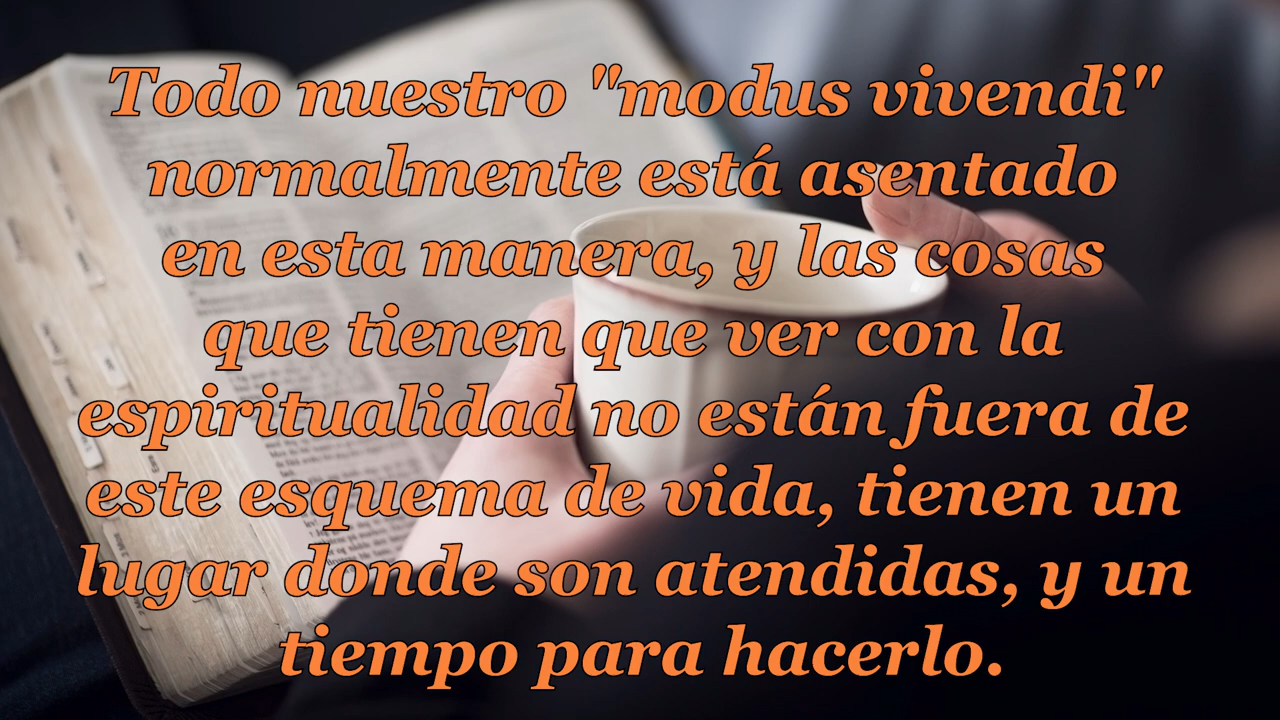 Todo nuestro "modus vivendi"
normalmente está asentado
en esta manera, y las cosas
que tienen que ver con la
espiritualidad no están fuera de
este esquema de vida, tienen un
lugar donde son atendidas, y un
tiempo para hacerlo.